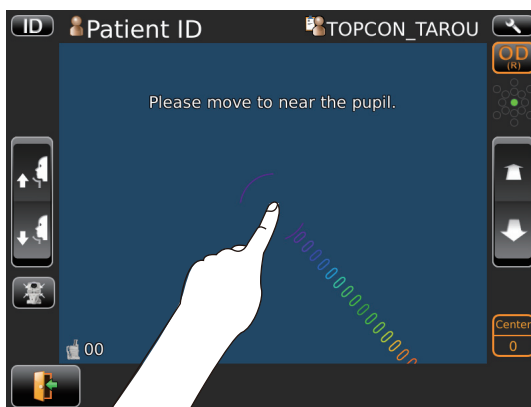 ID Patient ID TOPCON_TAROU
OD
(R)
Please move to near the pupil.
00
Center
0